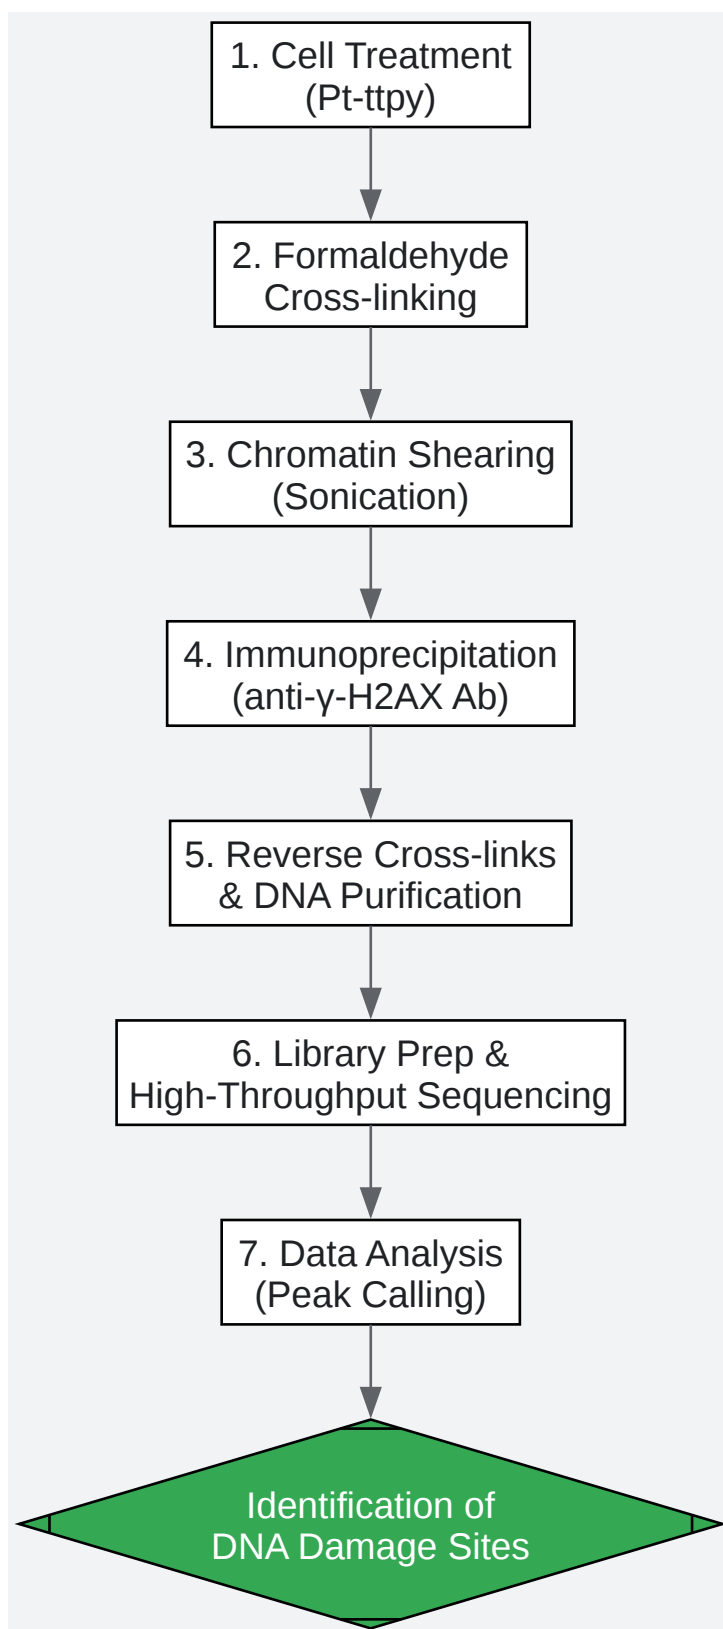 1. Cell Treatment
(Pt-ttpy)
2. Formaldehyde
Cross-linking
3. Chromatin Shearing
(Sonication)
4. Immunoprecipitation
(anti-γ-H2AX Ab)
5. Reverse Cross-links
& DNA Purification
6. Library Prep &
High-Throughput Sequencing
7. Data Analysis
(Peak Calling)
Identification of
DNA Damage Sites